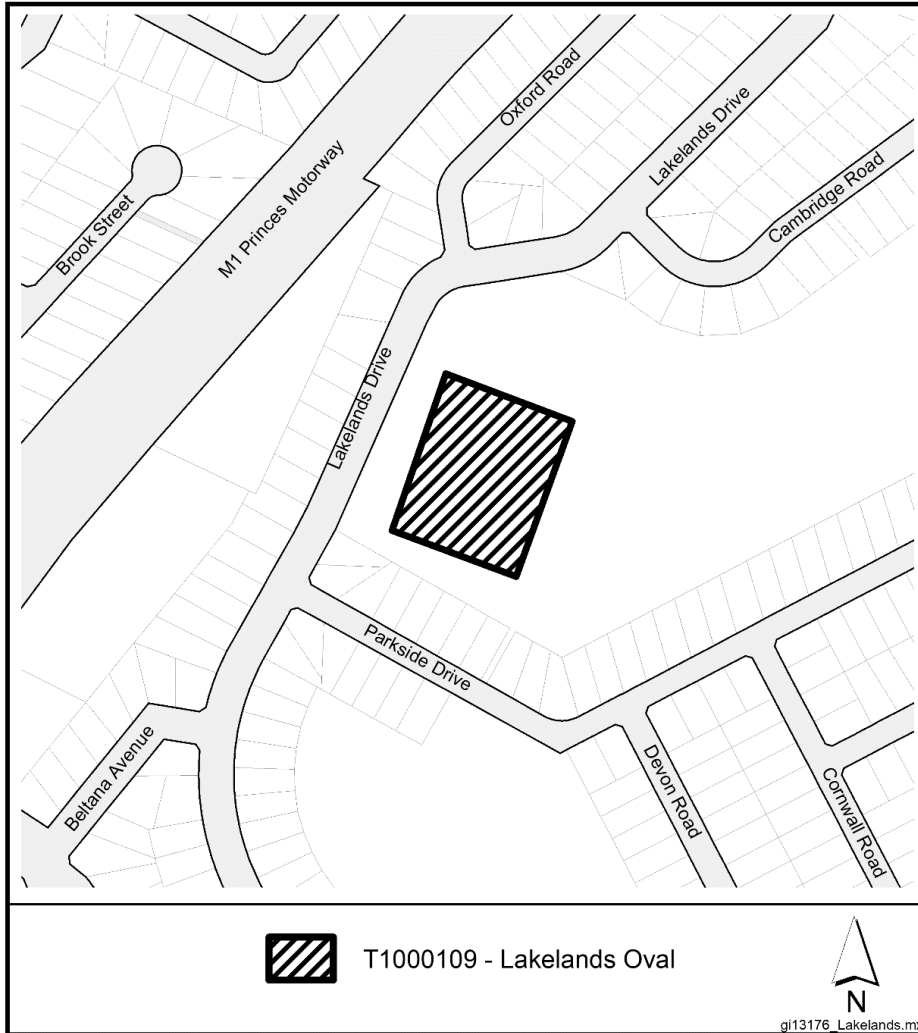 Oxford Road
Lakelands Drive
Cambridge Road
Brook Street
M1 Princes Motorway
Lakelands Drive
Parkside Drive
Beltana Avenue
Devon Road
Cornwall Road
T1000109 - Lakelands Oval
N
gi13176_Lakelands.m